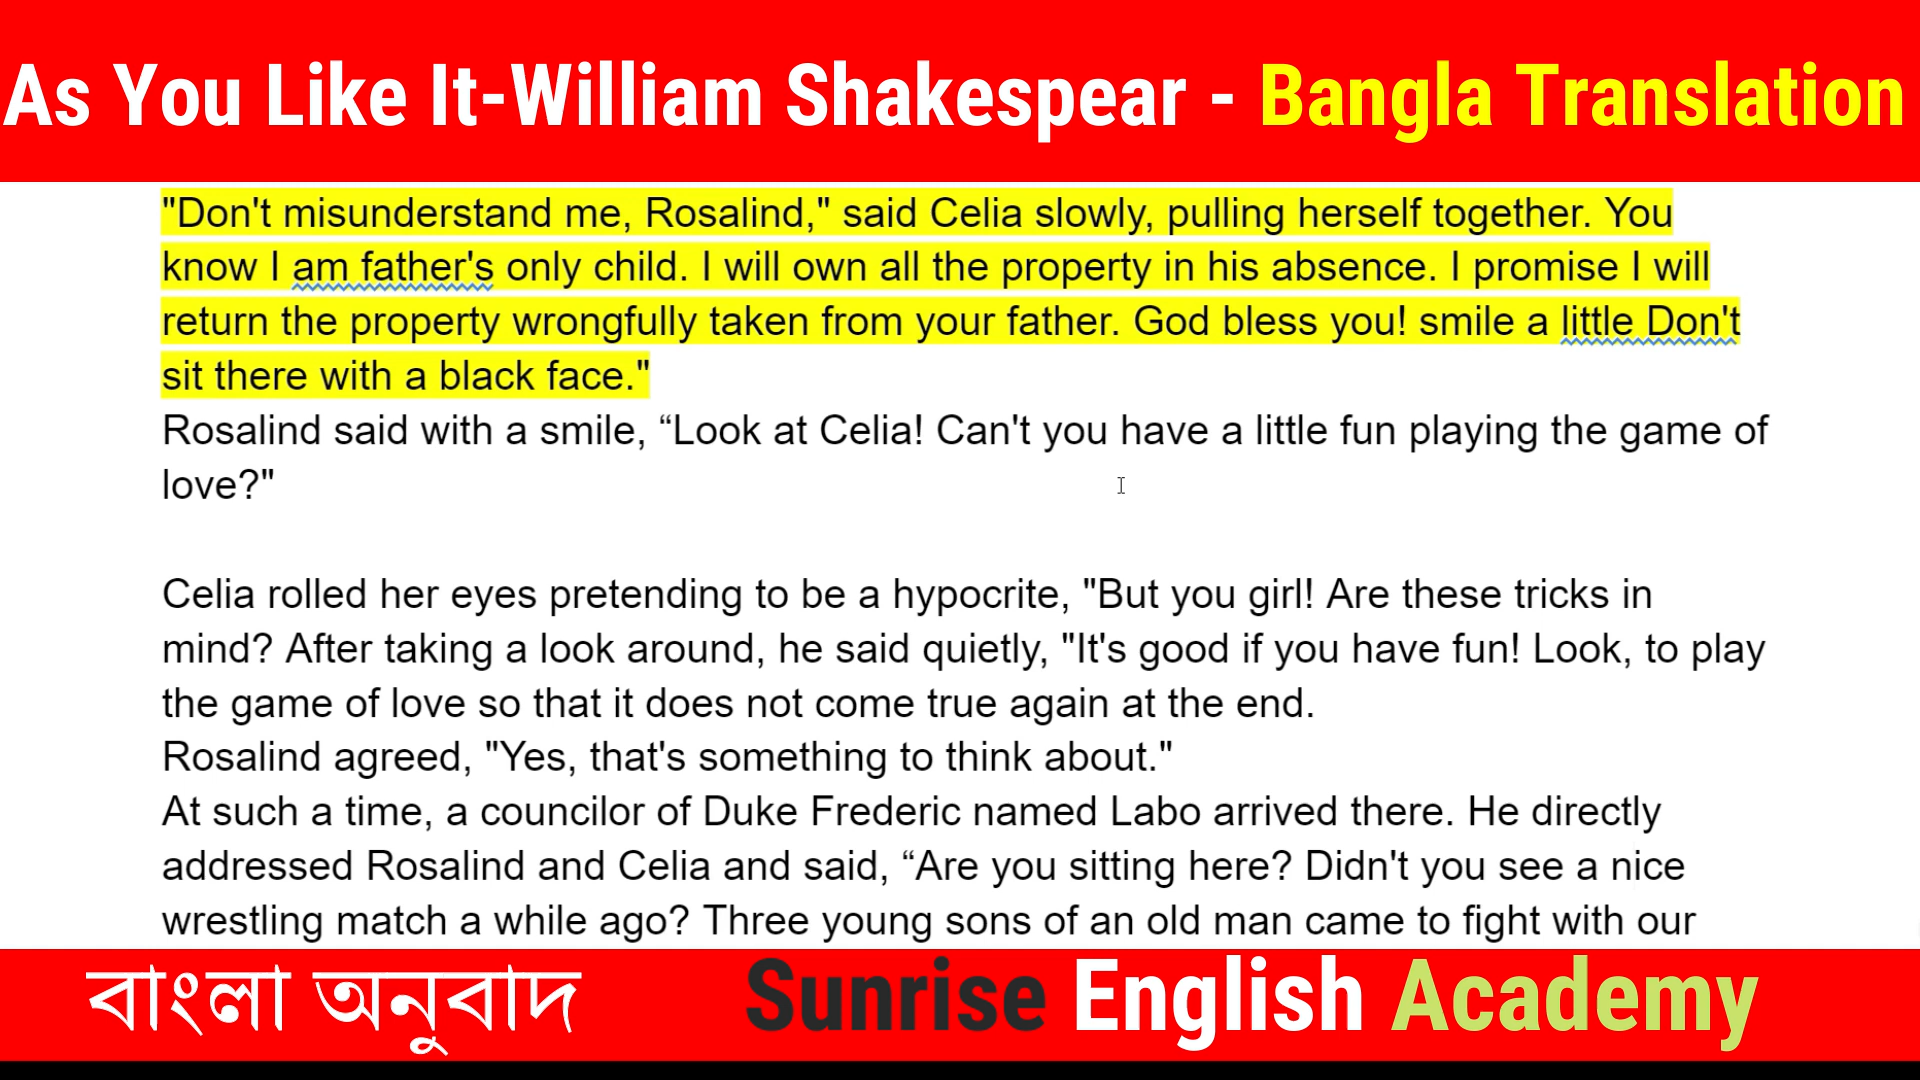 As You Like It-William Shakespear - Bangla Translation
"Don't misunderstand me, Rosalind," said Celia slowly, pulling herself together. You
know I am father's only child. I will own all the property in his absence. I promise I will
return the property wrongfully taken from your father. God bless you! smile a little Don't
sit there with a black face."
Rosalind said with a smile, “Look at Celia! Can't you have a little fun playing the game of
love?"
Celia rolled her eyes pretending to be a hypocrite, "But you girl! Are these tricks in
mind? After taking a look around, he said quietly, "It's good if you have fun! Look, to play
the game of love so that it does not come true again at the end.
Rosalind agreed, "Yes, that's something to think about."
At such a time, a councilor of Duke Frederic named Labo arrived there. He directly
addressed Rosalind and Celia and said, “Are you sitting here? Didn't you see a nice
wrestling match a while ago? Three young sons of an old man came to fight with our
বাংলা অনুবাদ Sunrise English Academy